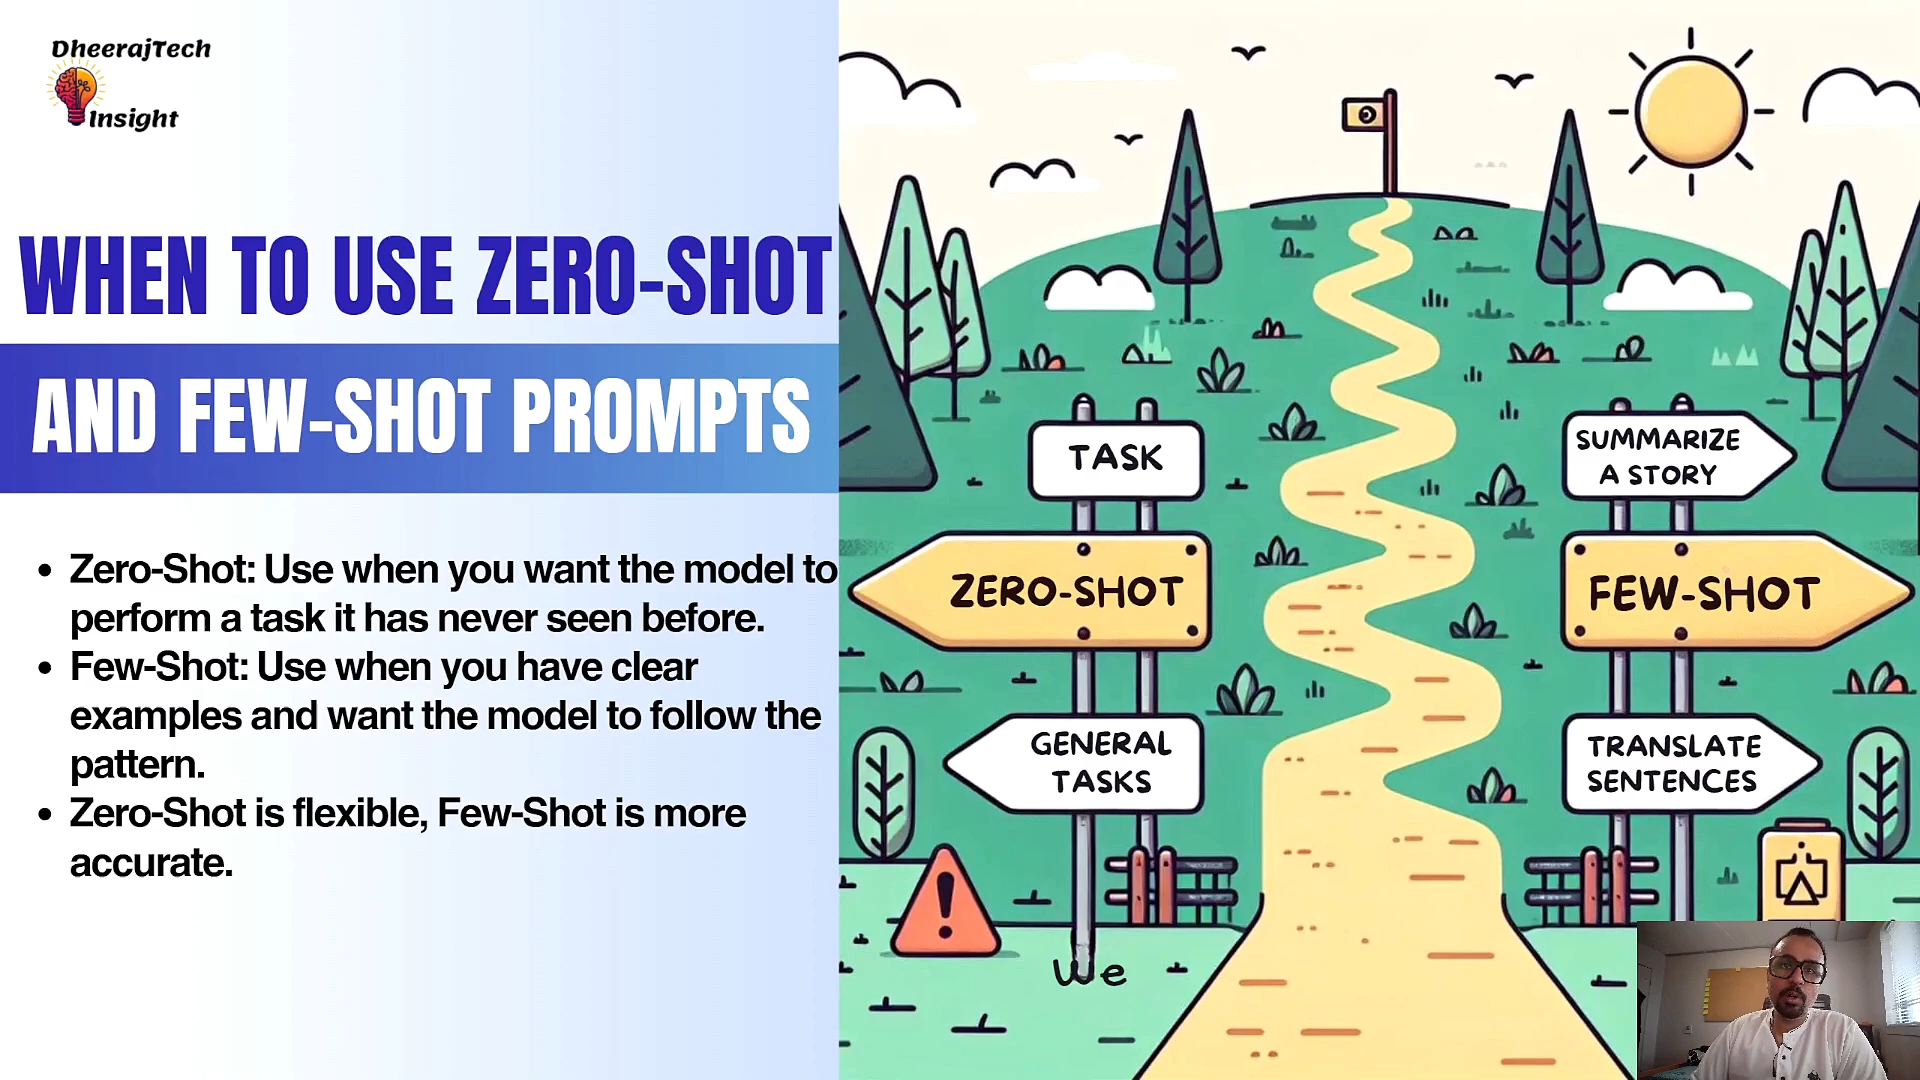 DheerajTech
Insight
WHEN TO USE ZERO-SHOT
AND FEW-SHOT PROMPTS
• Zero-Shot: Use when you want the model to
perform a task it has never seen before.
• Few-Shot: Use when you have clear
examples and want the model to follow the
pattern.
• Zero-Shot is flexible, Few-Shot is more
accurate.
TASK
ZERO-SHOT
GENERAL
TASKS
We
SUMMARIZE
A STORY
FEW-SHOT
TRANSLATE
SENTENCES